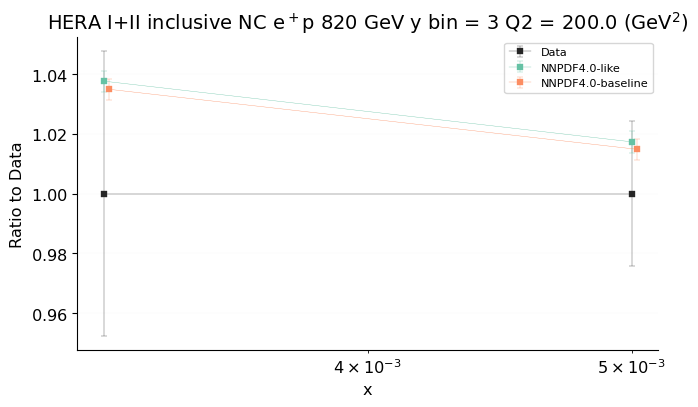 HERA I+II inclusive NC e⁺p 820 GeV y bin = 3 Q2 = 200.0 (GeV²)
Data
NNPDF4.0-like
NNPDF4.0-baseline
Ratio to Data
1.04
1.02
1.00
0.98
0.96
4 × 10⁻³
5 × 10⁻³
x